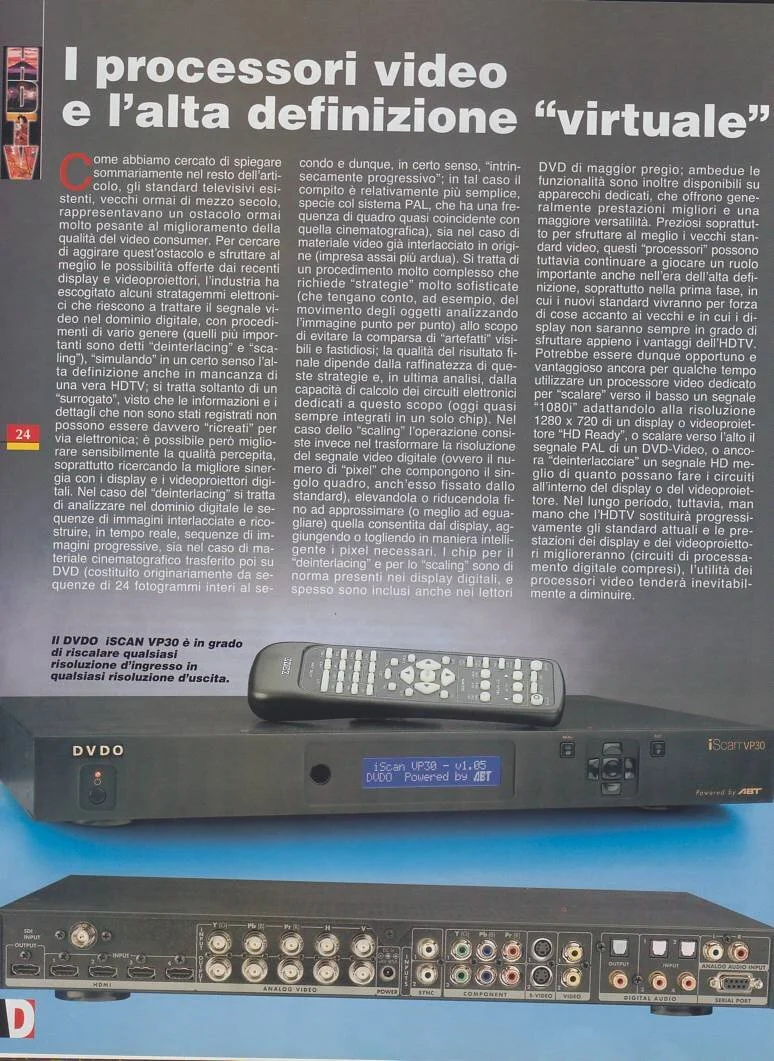 HDTV
I processori video
e l'alta definizione “virtuale”
Come abbiamo cercato di spiegare
sommariamente nel resto dell'arti-
colo, gli standard televisivi esi-
stenti, vecchi ormai di mezzo secolo,
rappresentavano un ostacolo ormai
molto pesante al miglioramento della
qualità del video consumer. Per cercare
di aggirare quest'ostacolo e sfruttare al
meglio le possibilità offerte dai recenti
display e videoproiettori, l'industria ha
escogitato alcuni stratagemmi elettroni-
ci che riescono a trattare il segnale vi-
deo nel dominio digitale, con procedi-
menti di vario genere (quelli più impor-
tanti sono detti “deinterlacing” e “sca-
ling”), “simulando” in un certo senso l'al-
ta definizione anche in mancanza di
una vera HDTV; si tratta soltanto di un
“surrogato”, visto che le informazioni e i
dettagli che non sono stati registrati non
possono essere davvero “ricreati” per
via elettronica; è possibile però miglio-
rare sensibilmente la qualità percepita,
soprattutto ricercando la migliore siner-
gia con i display e i videoproiettori digi-
tali. Nel caso del “deinterlacing” si tratta
di analizzare nel dominio digitale le se-
quenze di immagini interlacciate e rico-
struire, in tempo reale, sequenze di im-
magini progressive, sia nel caso di ma-
teriale cinematografico trasferito poi su
DVD (costituito originariamente da se-
quenze di 24 fotogrammi interi al se-
condo e dunque, in certo senso, “intrin-
secamente progressivo”; in tal caso il
compito è relativamente più semplice,
specie col sistema PAL, che ha una fre-
quenza di quadro quasi coincidente con
quella cinematografica), sia nel caso di
materiale video già interlacciato in origi-
ne (impresa assai più ardua). Si tratta di
un procedimento molto complesso che
richiede “strategie” molto sofisticate
(che tengano conto, ad esempio, del
movimento degli oggetti analizzando
l'immagine punto per punto) allo scopo
di evitare la comparsa di “artefatti” visi-
bili e fastidiosi; la qualità del risultato fi-
nale dipende dalla raffinatezza di que-
ste strategie e, in ultima analisi, dalla
capacità di calcolo dei circuiti elettronici
dedicati a questo scopo (oggi quasi
sempre integrati in un solo chip). Nel
caso dello “scaling” l'operazione consi-
ste invece nel trasformare la risoluzione
del segnale video digitale (ovvero il nu-
mero di “pixel” che compongono il sin-
golo quadro, anch'esso fissato dallo
standard), elevandola o riducendola fi-
no ad approssimare (o meglio ad egua-
gliare) quella consentita dal display, ag-
giungendo o togliendo in maniera intelli-
gente i pixel necessari. I chip per il
“deinterlacing” e per lo “scaling” sono di
norma presenti nei display digitali, e
spesso sono inclusi anche nei lettori
DVD di maggior pregio; ambedue le
funzionalità sono inoltre disponibili su
apparecchi dedicati, che offrono gene-
ralmente prestazioni migliori e una
maggiore versatilità. Preziosi soprattut-
to per sfruttare al meglio i vecchi stan-
dard video, questi “processori” possono
tuttavia continuare a giocare un ruolo
importante anche nell'era dell'alta defi-
nizione, soprattutto nella prima fase, in
cui i nuovi standard vivranno per forza
di cose accanto ai vecchi e in cui i di-
splay non saranno sempre in grado di
sfruttare appieno i vantaggi dell'HDTV.
Potrebbe essere dunque opportuno e
vantaggioso ancora per qualche tempo
utilizzare un processore video dedicato
per “scalare” verso il basso un segnale
“1080i” adattandolo alla risoluzione
1280 x 720 di un display o videoproiet-
tore “HD Ready”, o scalare verso l'alto il
segnale PAL di un DVD-Video, o anco-
ra “deinterlacciare” un segnale HD me-
glio di quanto possano fare i circuiti
all'interno del display o del videoproiet-
tore. Nel lungo periodo, tuttavia, man
mano che l'HDTV sostituirà progressi-
vamente gli standard attuali e le pre-
stazioni dei display e dei videoproietto-
ri miglioreranno (circuiti di processa-
mento digitale compresi), l'utilità dei
processori video tenderà inevitabil-
mente a diminuire.
24
Il DVDO iSCAN VP30 è in grado
di riscalare qualsiasi
risoluzione d'ingresso in
qualsiasi risoluzione d'uscita.
DVDO
iScan VP30 - v1.05
DVDO Powered by ABT
iScan VP30
Powered by ABT
SDI
INPUT
OUTPUT
INPUT
1 2 3 4
HDMI
Y (G) Pb (B) Pr (R) H V
INPUT
OUTPUT
ANALOG VIDEO
POWER
INPUTS
SYNC
Y (G) Pb (B) Pr (R)
COMPONENT
S-VIDEO
VIDEO
OUTPUT
INPUT
DIGITAL AUDIO
L R
ANALOG AUDIO INPUT
SERIAL PORT
D